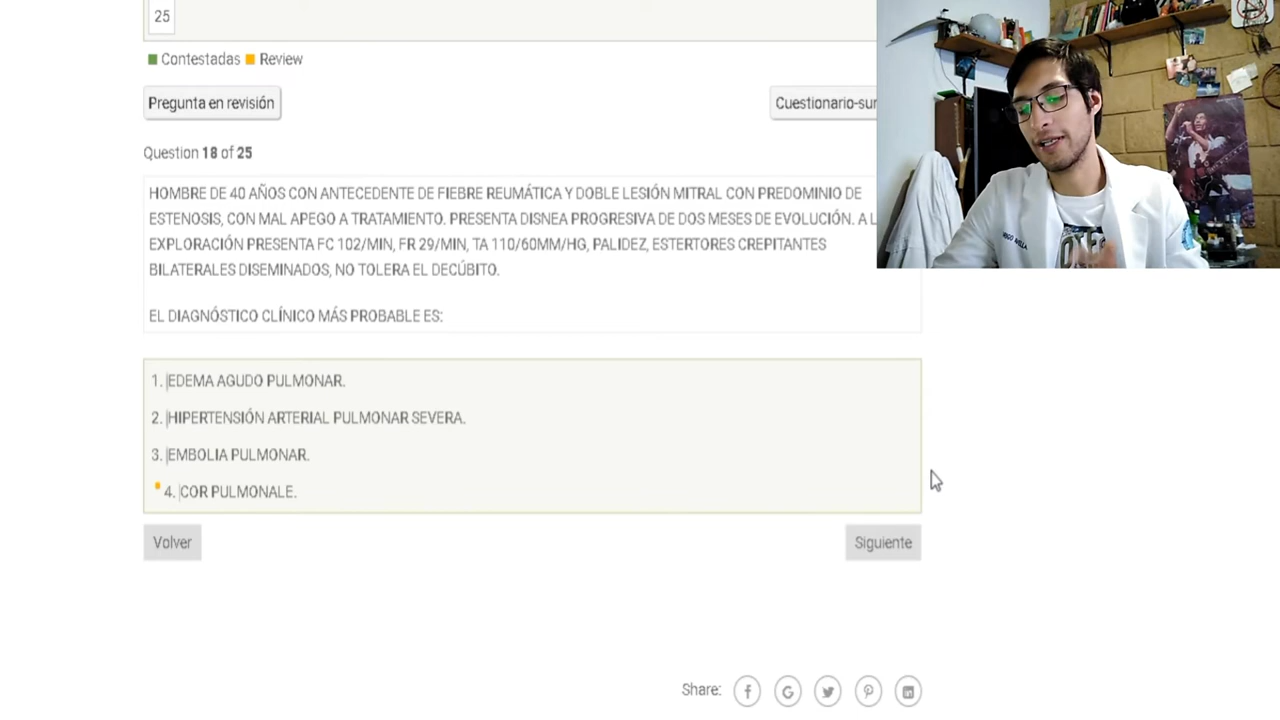 25
Contestadas Review
Pregunta en revisión
Question 18 of 25
HOMBRE DE 40 AÑOS CON ANTECEDENTE DE FIEBRE REUMÁTICA Y DOBLE LESIÓN MITRAL CON PREDOMINIO DE
ESTENOSIS, CON MAL APEGO A TRATAMIENTO. PRESENTA DISNEA PROGRESIVA DE DOS MESES DE EVOLUCIÓN. A L
EXPLORACIÓN PRESENTA FC 102/MIN, FR 29/MIN, TA 110/60MM/HG, PALIDEZ, ESTERTORES CREPITANTES
BILATERALES DISEMINADOS, NO TOLERA EL DECÚBITO.
EL DIAGNÓSTICO CLÍNICO MÁS PROBABLE ES:
1. EDEMA AGUDO PULMONAR.
2. HIPERTENSIÓN ARTERIAL PULMONAR SEVERA.
3. EMBOLIA PULMONAR.
4. COR PULMONALE.
Volver
Siguiente
Share: